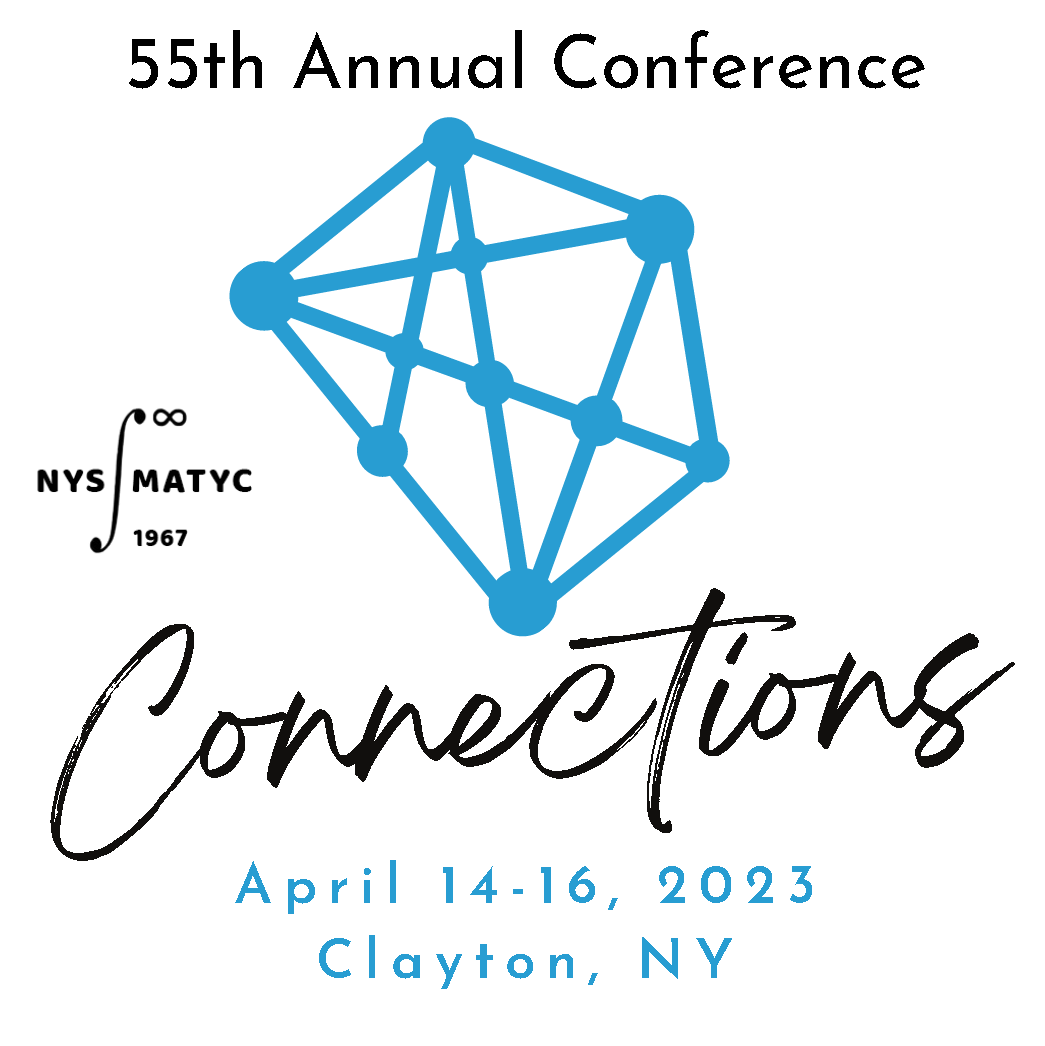 55th Annual Conference
∞
NYS∫MATYC
1967
Connections
April 14-16, 2023
Clayton, NY